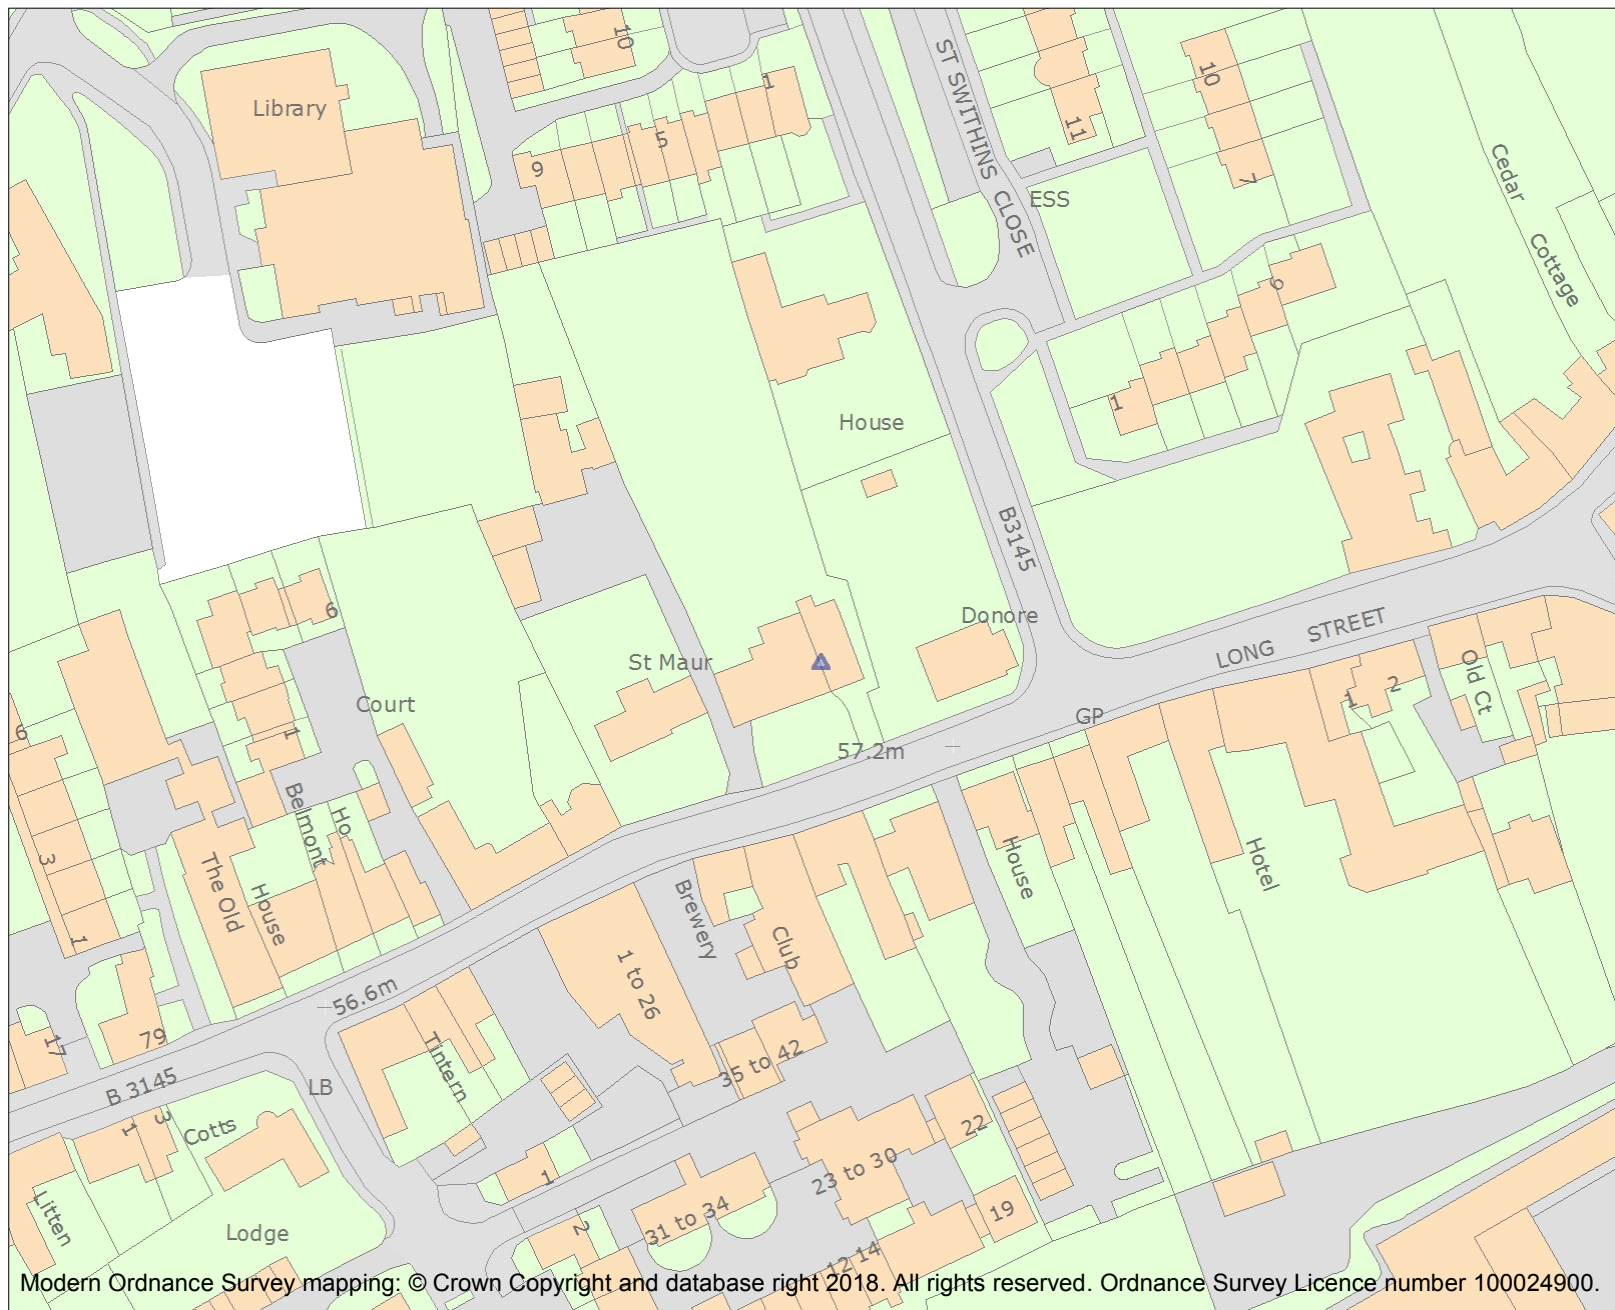 10
1
Library
ST SWITHINS CLOSE
10
11
5
9
7
ESS
Cedar
Cottage
9
1
House
B3145
6
Donore
LONG STREET
St Maur
Old Ct
2
1
Court
6
1
GP
57.2m
Belmont
Ho
3
The Old
House
1
House
Hotel
Brewery
Club
1 to 26
56.6m
79
17
Tintern
35 to 42
B 3145
LB
3
1
Cotts
22
23 to 30
1
19
31 to 34
2
Litten
Lodge
12
14
Modern Ordnance Survey mapping: © Crown Copyright and database right 2018. All rights reserved. Ordnance Survey Licence number 100024900.